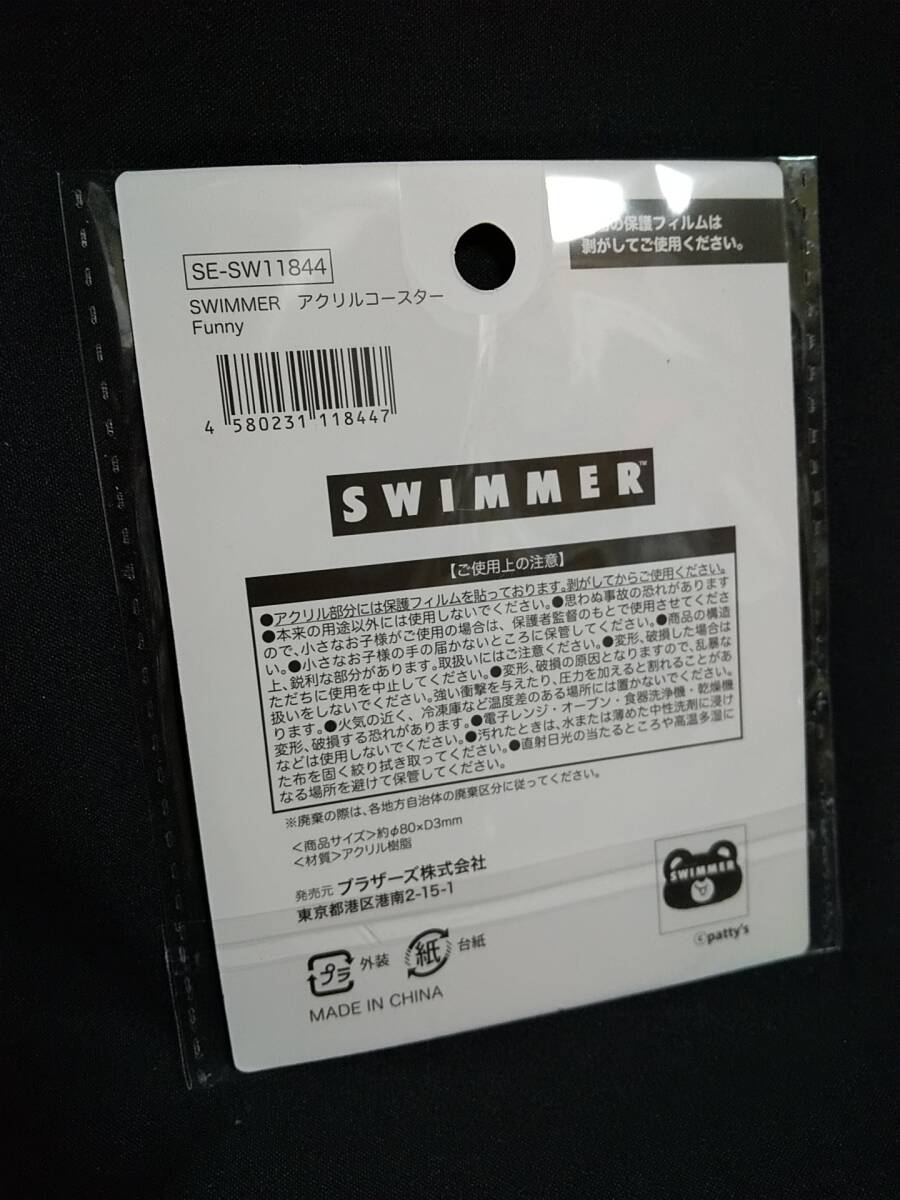 の保護フィルムは
剥がしてご使用ください。
SE-SW11844
SWIMMER アクリルコースター
Funny
4 580231 118447
SWIMMER™
【ご使用上の注意】
●アクリル部分には保護フィルムを貼っております。剥がしてからご使用ください。
●本来の用途以外には使用しないでください。●思わぬ事故の恐れがあります
ので、小さなお子様がご使用の場合は、保護者監督のもとで使用させてくださ
い。●小さなお子様の手の届かないところに保管してください。●商品の構造
上、鋭利な部分があります。取扱いにはご注意ください。●変形、破損した場合は
ただちに使用を中止してください。●変形、破損の原因となりますので、乱暴な
扱いをしないでください。強い衝撃を与えたり、圧力を加えると割れることがあ
ります。●火気の近く、冷凍庫など温度差のある場所には置かないでください。
変形、破損する恐れがあります。●電子レンジ・オーブン・食器洗浄機・乾燥機
などは使用しないでください。●汚れたときは、水または薄めた中性洗剤に浸け
た布を固く絞り拭き取ってください。●直射日光の当たるところや高温多湿に
なる場所を避けて保管してください。
※廃棄の際は、各地方自治体の廃棄区分に従ってください。
<商品サイズ>約φ80×D3mm
<材質>アクリル樹脂
発売元 ブラザーズ株式会社
東京都港区港南2-15-1
プラ 外装 紙 台紙
MADE IN CHINA
SWIMMER
©patty's